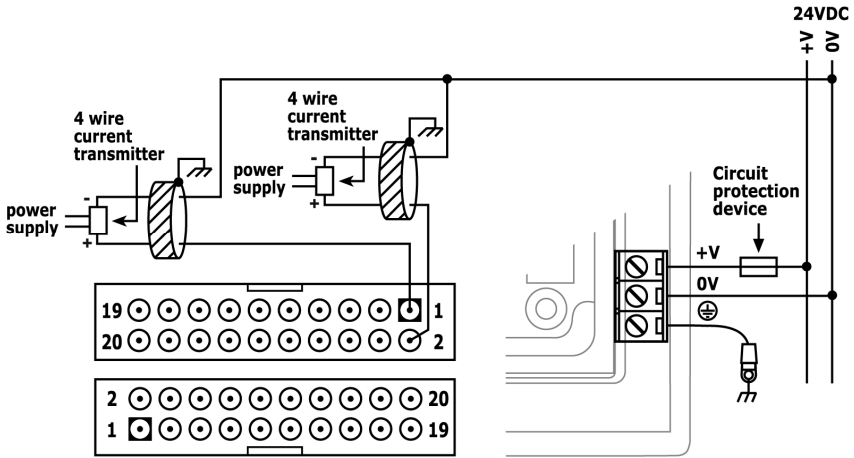 24VDC
+V
0V
4 wire
current
transmitter
-
+
power
supply
4 wire
current
transmitter
-
+
power
supply
Circuit
protection
device
+V
0V
19
1
20
2
2
20
1
19